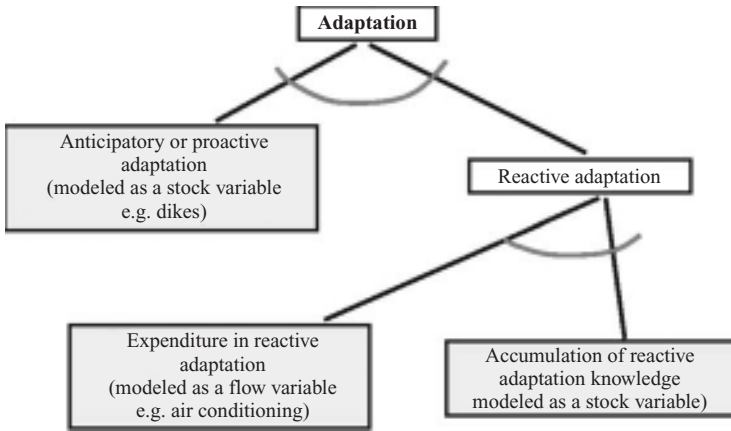 Adaptation
Anticipatory or proactive
adaptation
(modeled as a stock variable
e.g. dikes)
Reactive adaptation
Expenditure in reactive
adaptation
(modeled as a flow variable
e.g. air conditioning)
Accumulation of reactive
adaptation knowledge
modeled as a stock variable)